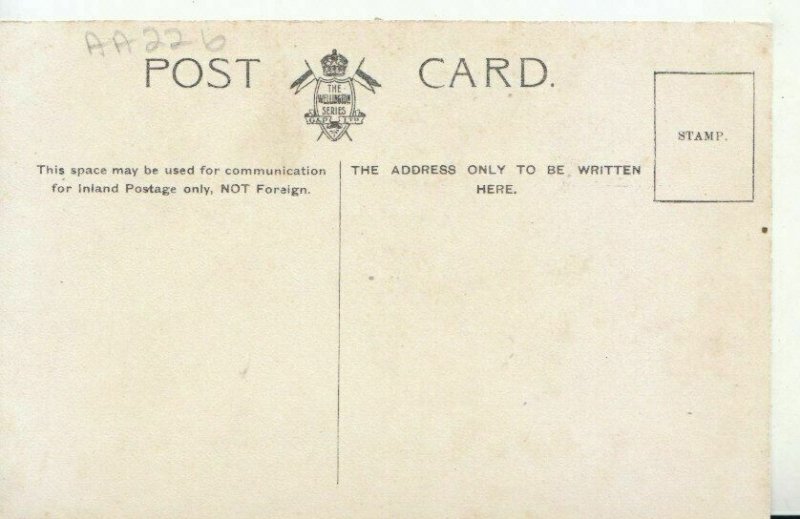 AA226
POST CARD.
THE
WELLINGTON
SERIES
STAMP.
This space may be used for communication
for Inland Postage only, NOT Foreign.
THE ADDRESS ONLY TO BE WRITTEN
HERE.